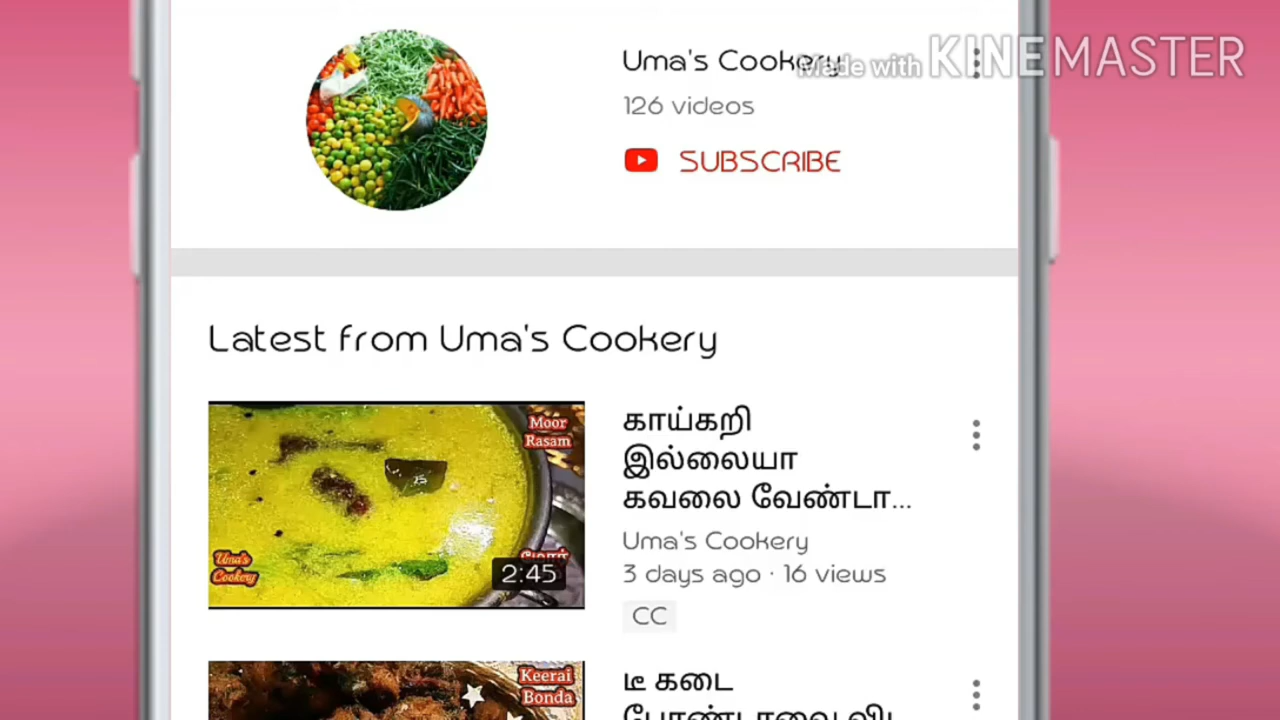 Uma's Cookery
Made with KINEMASTER
126 videos
SUBSCRIBE
Latest from Uma's Cookery
Moor
Rasam
Uma's
Cookery
மோர்
2:45
காய்கறி
இல்லையா
கவலை வேண்டா...
Uma's Cookery
3 days ago · 16 views
CC
Keerai
Bonda
டீ கடை